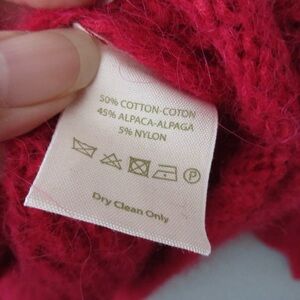 50% COTTON-COTON
45% ALPACA-ALPAGA
5% NYLON
P
Dry Clean Only